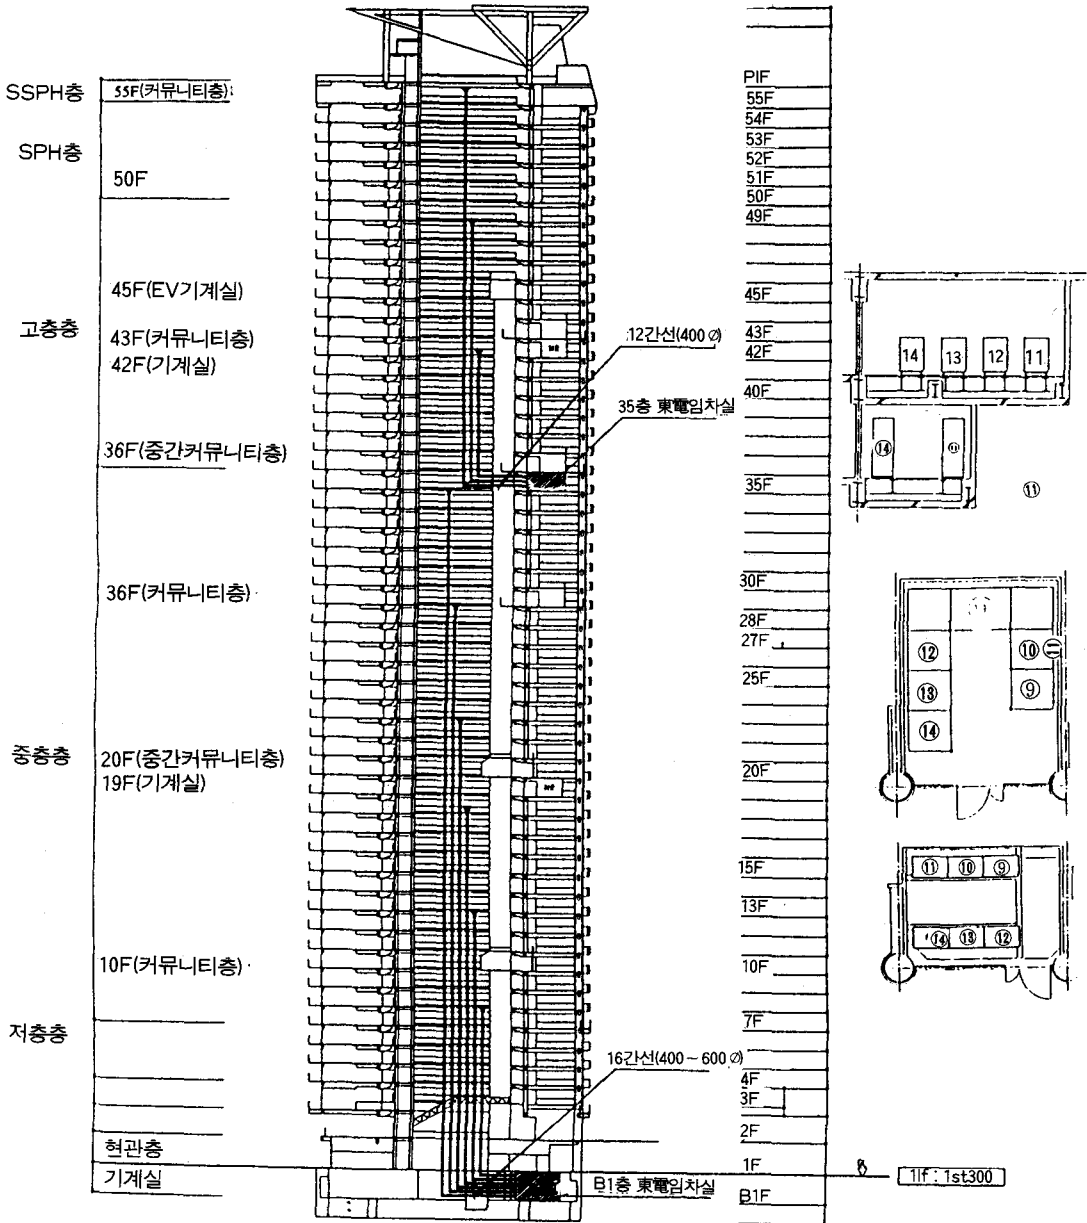 SSPH층
55F(커뮤니티층)
SPH층
50F
45F(EV기계실)
고층층
43F(커뮤니티층)
42F(기계실)
36F(중간커뮤니티층)
36F(커뮤니티층)
중층층
20F(중간커뮤니티층)
19F(기계실)
10F(커뮤니티층)
저층층
현관층
기계실
12간선(400∅)
35층 東電임차실
16간선(400~600∅)
B1층 東電임차실
P1F
55F
54F
53F
52F
51F
50F
49F
45F
43F
42F
40F
35F
30F
28F
27F
25F
20F
15F
13F
10F
7F
4F
3F
2F
1F
B1F
14 13 12 11
⑭
⑪
⑫ ⑩
⑬ ⑨
⑭
⑪ ⑩ ⑨
⑭ ⑬ ⑫
1lf : 1st300